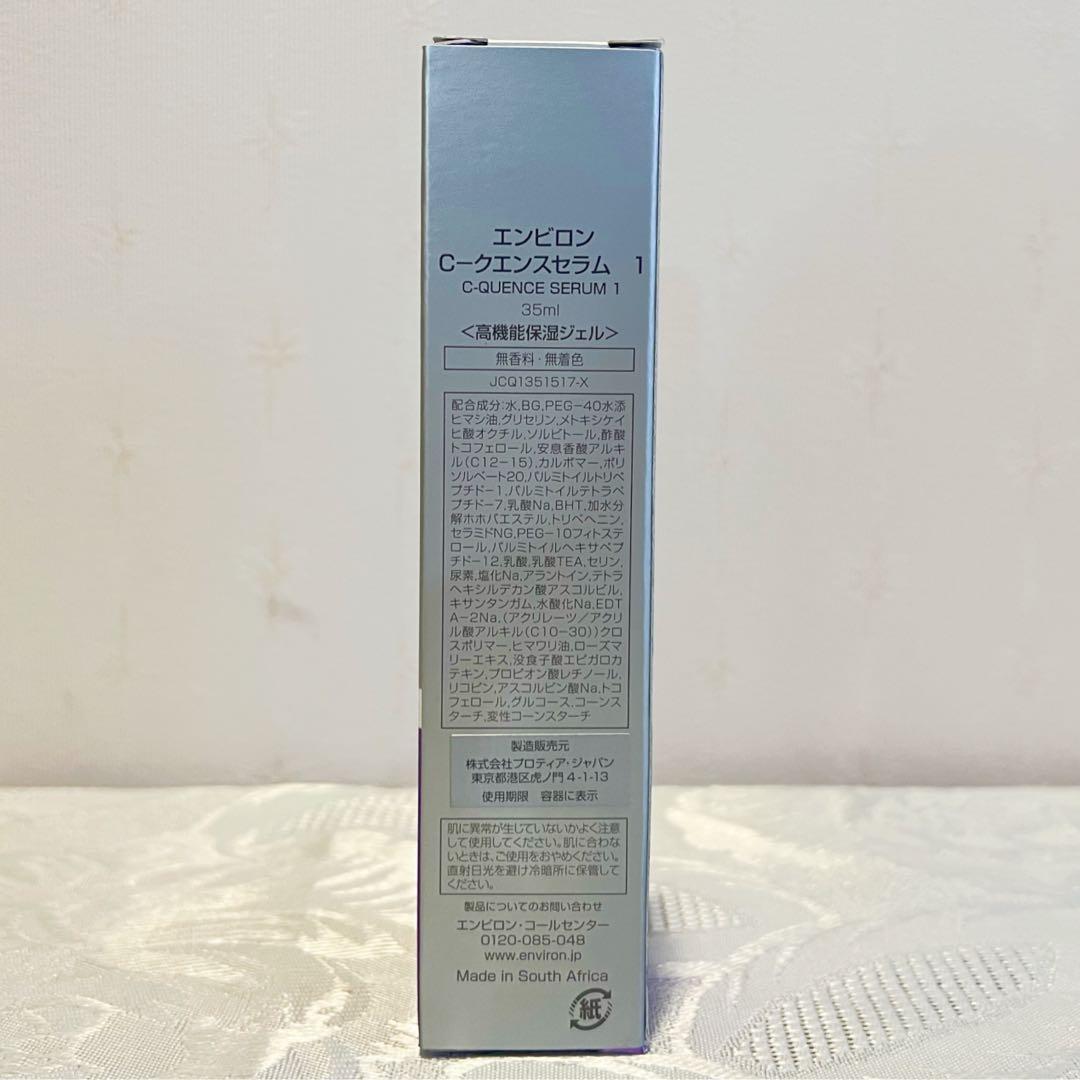 エンビロン
C-クエンスセラム 1
C-QUENCE SERUM 1
35ml
<高機能保湿ジェル>
無香料・無着色
JCQ1351517-X
配合成分:水,BG,PEG-40水添
ヒマシ油,グリセリン,メトキシケイ
ヒ酸オクチル,ソルビトール,酢酸
トコフェロール,安息香酸アルキ
ル(C12-15),カルボマー,ポリ
ソルベート20,パルミトイルトリペ
プチド-1,パルミトイルテトラペ
プチド-7,乳酸Na,BHT,加水分
解ホホバエステル,トリベヘニン,
セラミドNG,PEG-10フィトステ
ロール,パルミトイルヘキサペプ
チド-12,乳酸,乳酸TEA,セリン,
尿素,塩化Na,アラントイン,テトラ
ヘキシルデカン酸アスコルビル,
キサンタンガム,水酸化Na,EDT
A-2Na,(アクリレーツ/アクリ
ル酸アルキル(C10-30))クロ
スポリマー,ヒマワリ油,ローズマ
リーエキス,没食子酸エピガロカ
テキン,プロピオン酸レチノール,
リコピン,アスコルビン酸Na,トコ
フェロール,グルコース,コーンス
ターチ,変性コーンスターチ
製造販売元
株式会社プロティア・ジャパン
東京都港区虎ノ門4-1-13
使用期限 容器に表示
肌に異常が生じていないかよく注意
して使用してください。肌に合わな
いときは、ご使用をおやめください。
直射日光を避け冷暗所に保管して
ください。
製品についてのお問い合わせ
エンビロン・コールセンター
0120-085-048
www.environ.jp
Made in South Africa
紙